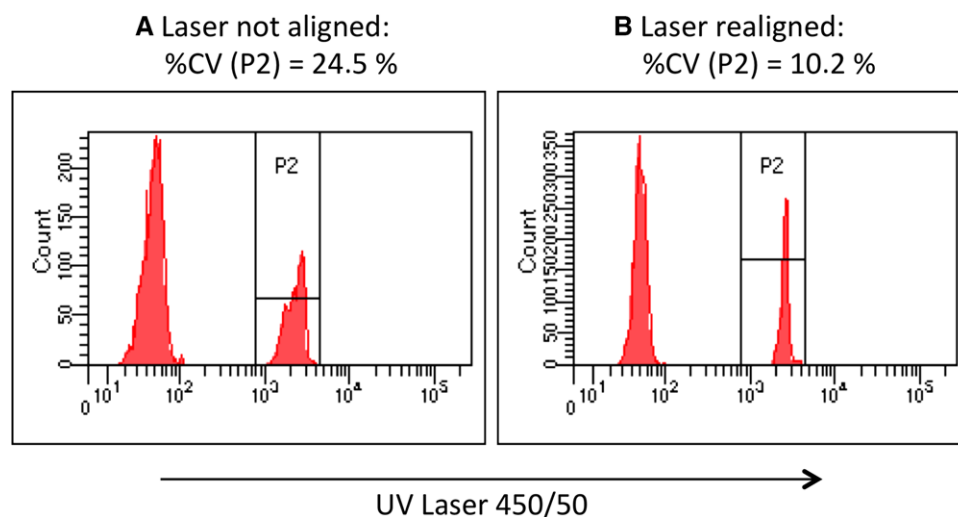 A Laser not aligned:
%CV (P2) = 24.5 %
B Laser realigned:
%CV (P2) = 10.2 %
P2
Count
0 50 100 150 200
0 10¹ 10² 10³ 10⁴ 10⁵
P2
Count
0 50 100 150 200 250 300 350
0 10¹ 10² 10³ 10⁴ 10⁵
UV Laser 450/50